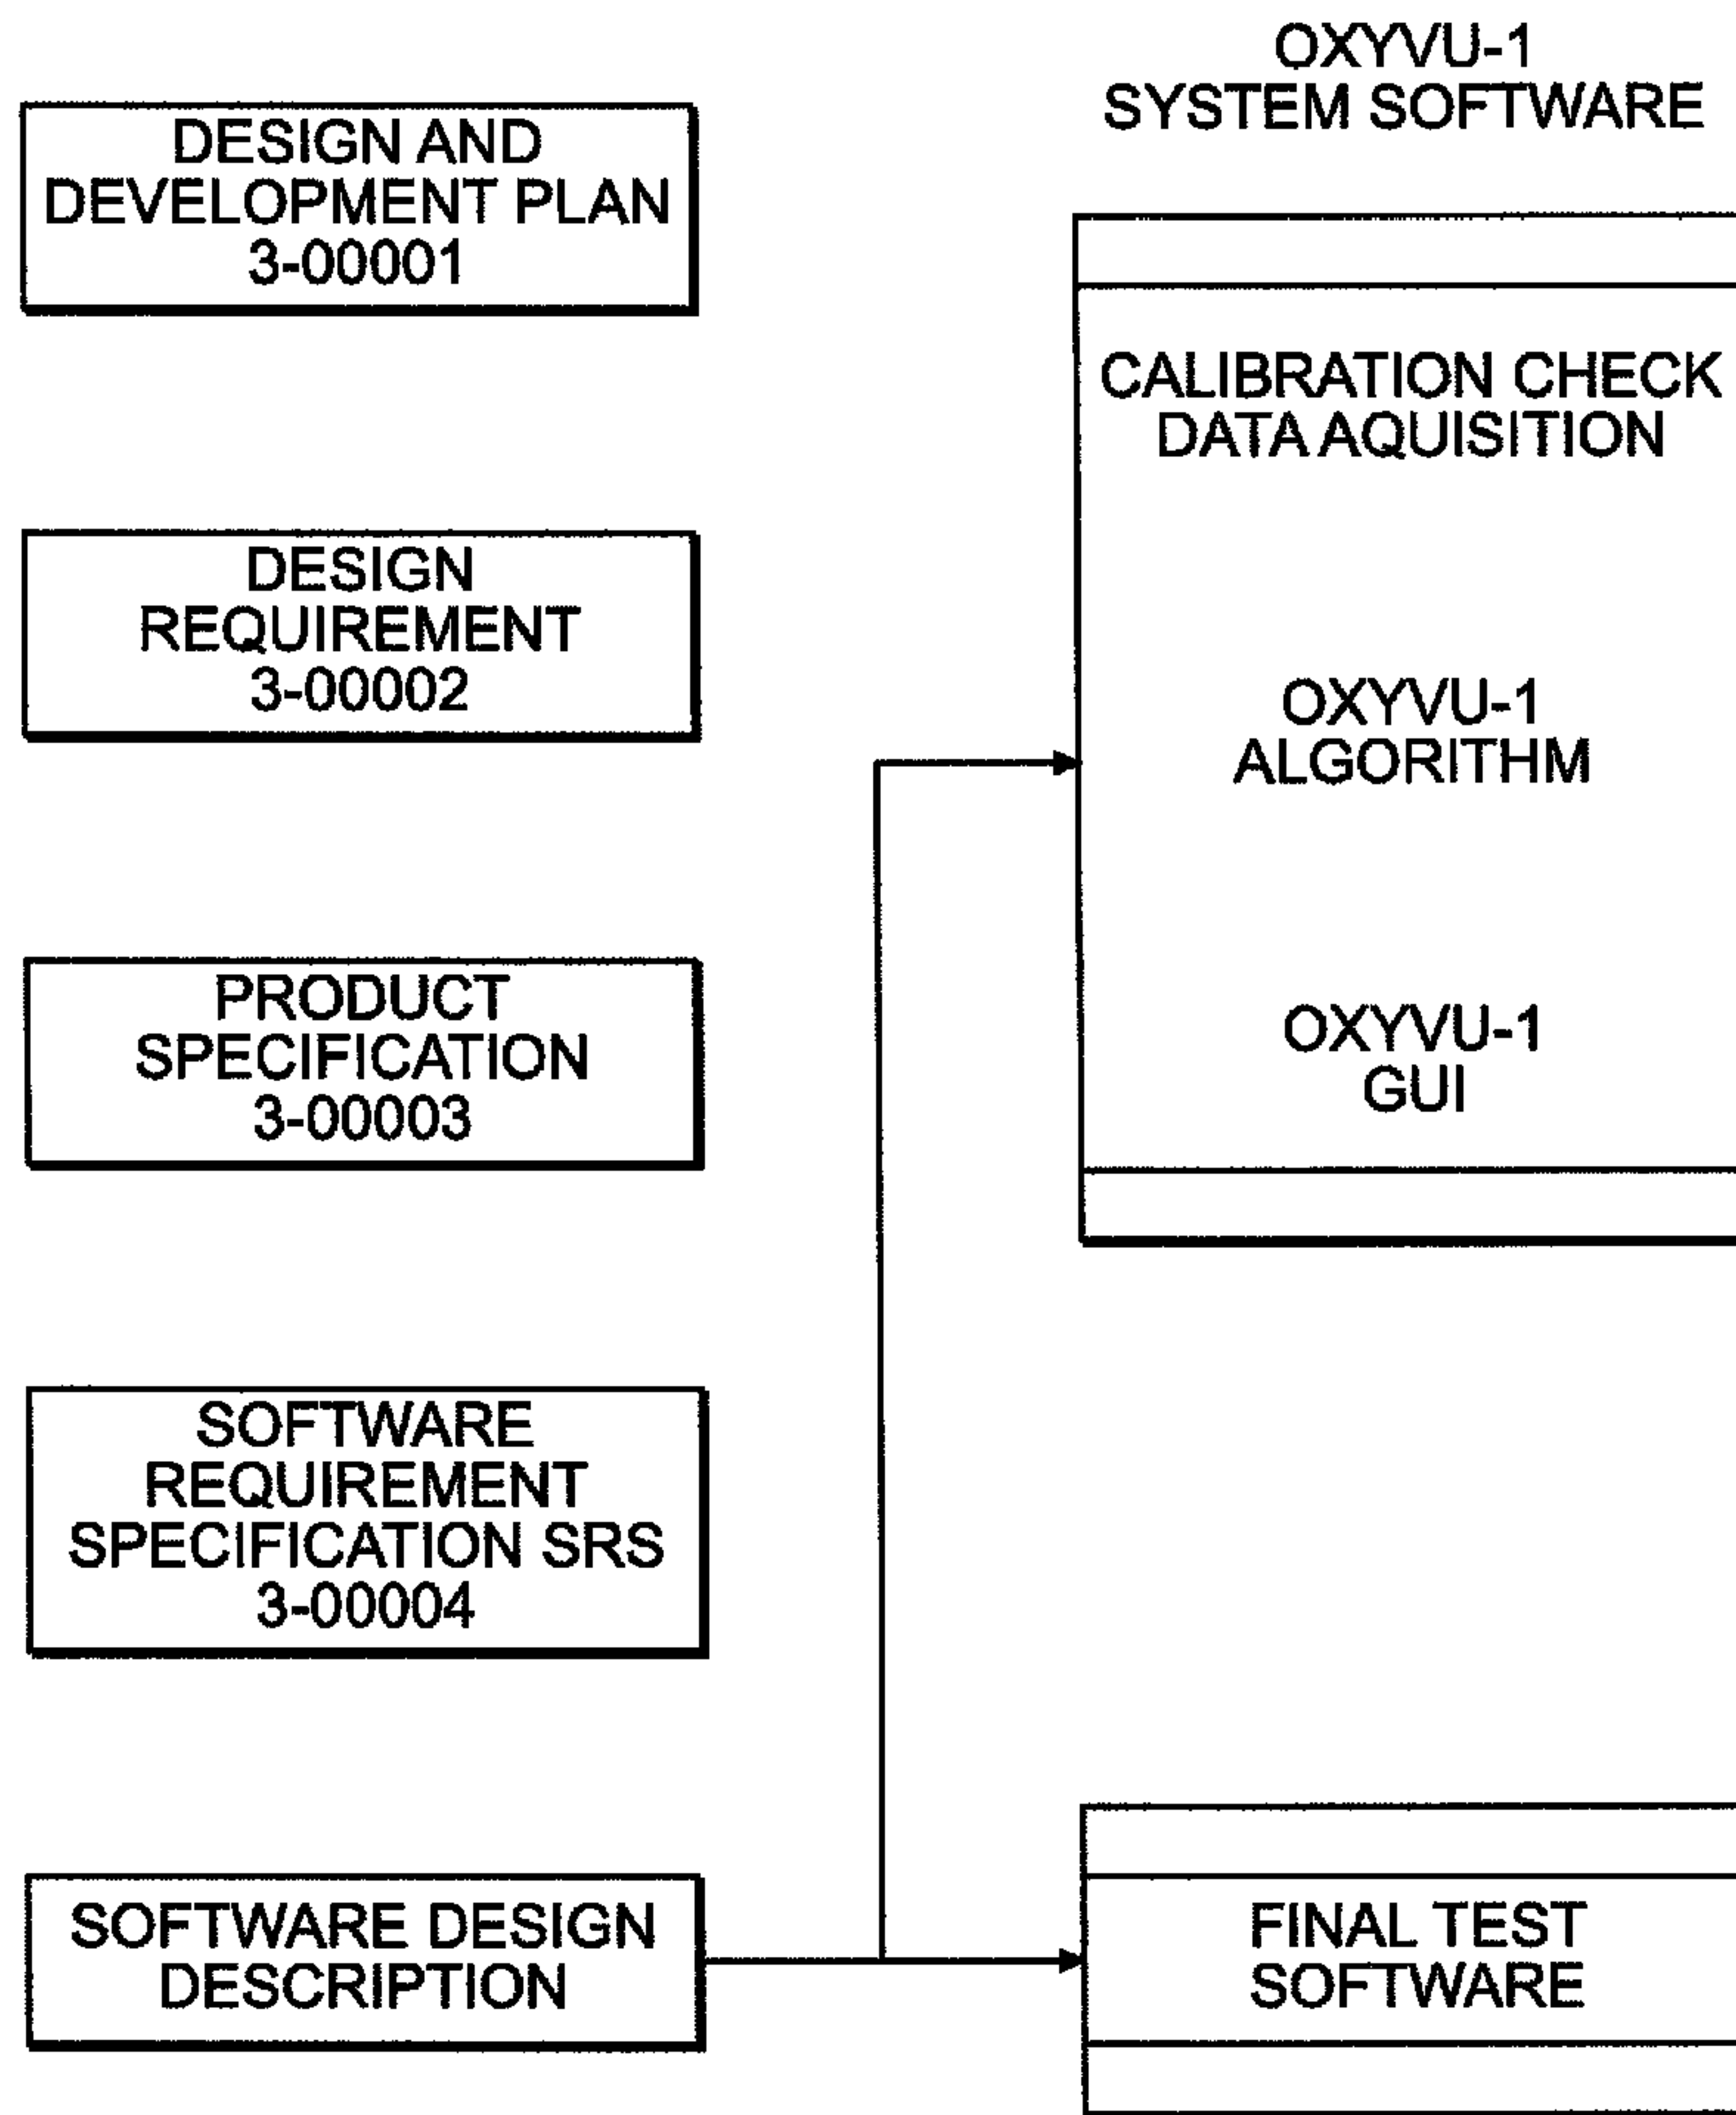 DESIGN AND
DEVELOPMENT PLAN
3-00001
DESIGN
REQUIREMENT
3-00002
PRODUCT
SPECIFICATION
3-00003
SOFTWARE
REQUIREMENT
SPECIFICATION SRS
3-00004
SOFTWARE DESIGN
DESCRIPTION
OXYVU-1
SYSTEM SOFTWARE
CALIBRATION CHECK
DATA AQUISITION
OXYVU-1
ALGORITHM
OXYVU-1
GUI
FINAL TEST
SOFTWARE